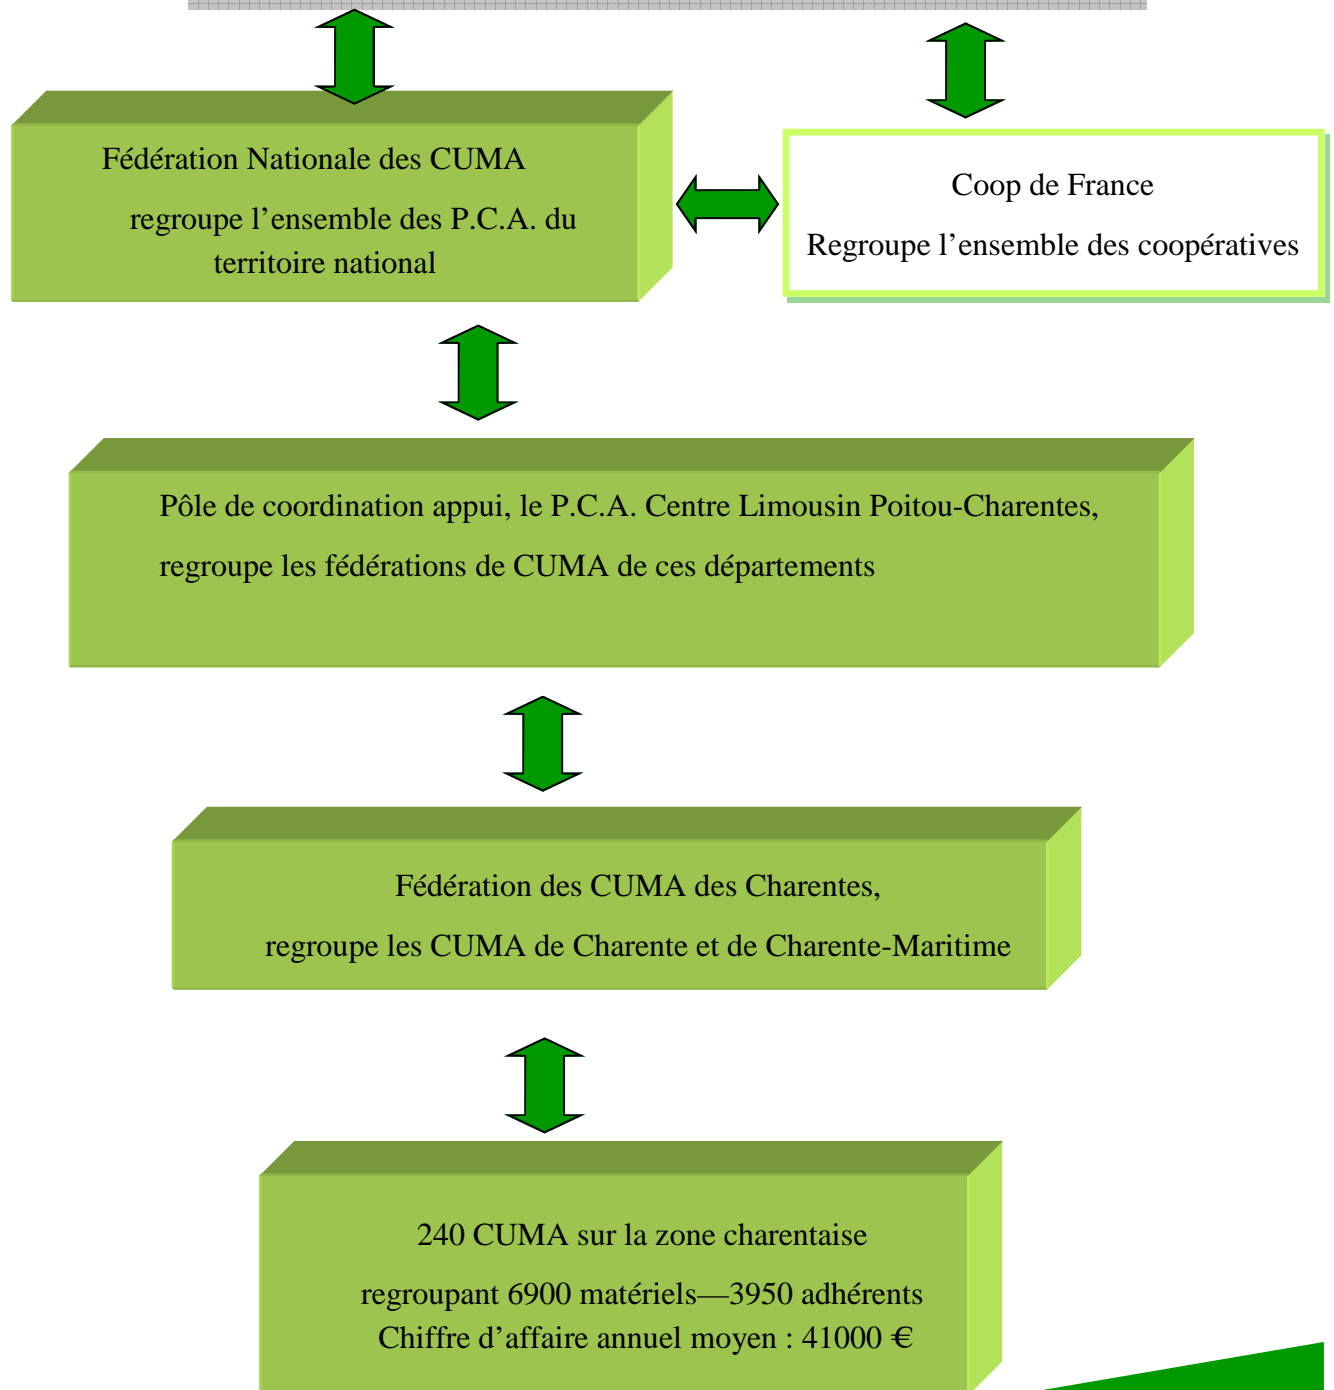 Fédération Nationale des CUMA
regroupe l’ensemble des P.C.A. du
territoire national
Coop de France
Regroupe l’ensemble des coopératives
Pôle de coordination appui, le P.C.A. Centre Limousin Poitou-Charentes,
regroupe les fédérations de CUMA de ces départements
Fédération des CUMA des Charentes,
regroupe les CUMA de Charente et de Charente-Maritime
240 CUMA sur la zone charentaise
regroupant 6900 matériels—3950 adhérents
Chiffre d’affaire annuel moyen : 41000 €